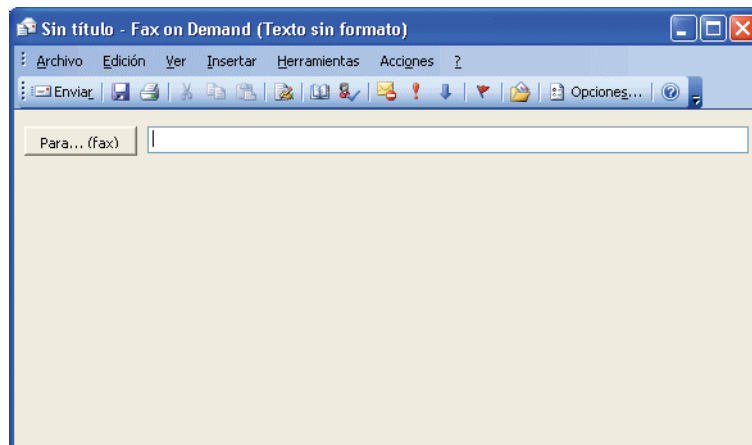 Sin título - Fax on Demand (Texto sin formato)
Archivo Edición Ver Insertar Herramientas Acciones ?
Enviar Opciones...
Para... (fax)